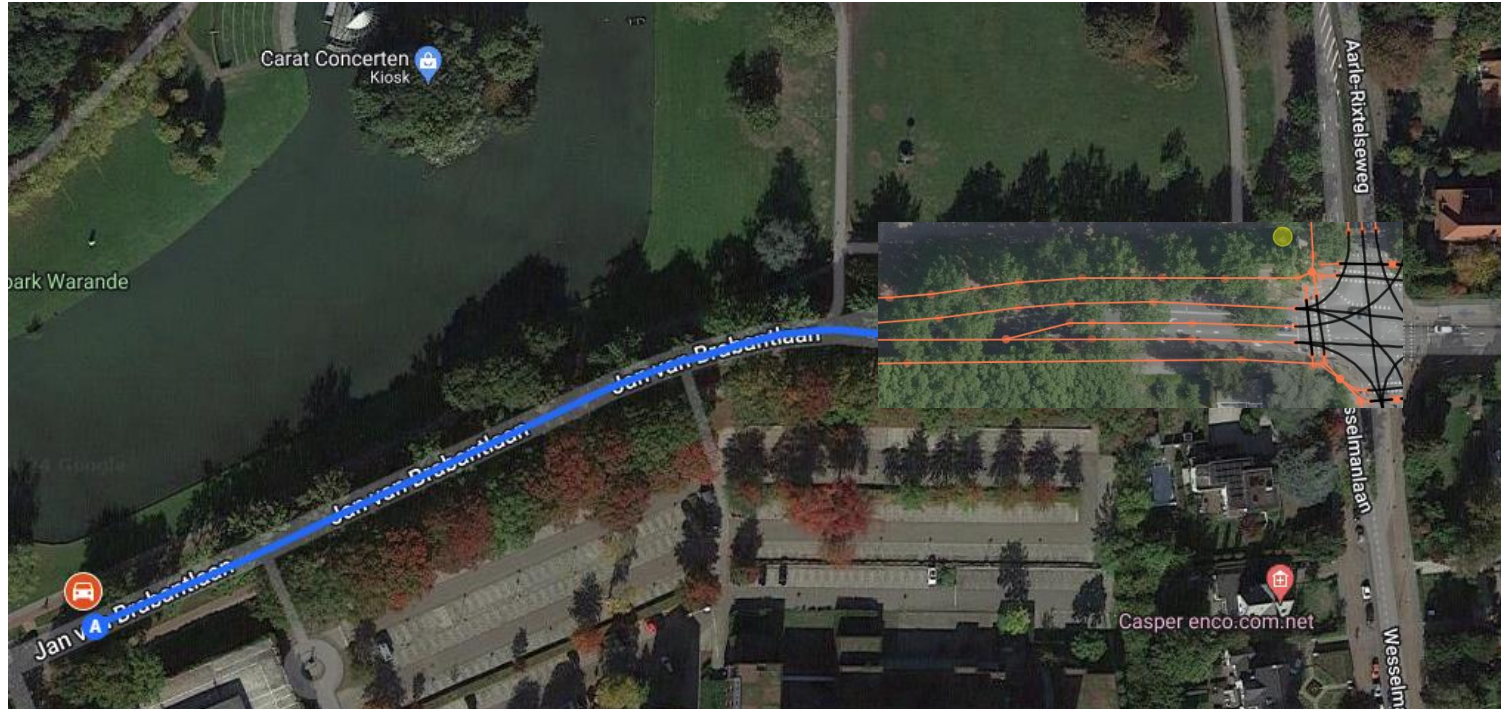 Carat Concerten
Kiosk
Aarle-Rixtelseweg
park Warande
Jan van Brabantlaan
Jan van Brabantlaan
Jan van Brabantlaan
A
Google
sselmanlaan
Casper enco.com.net
Wesselm